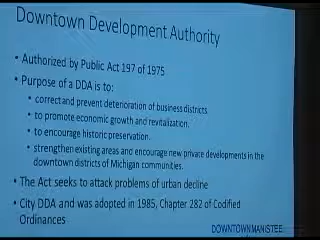 Downtown Development Authority
• Authorized by Public Act 197 of 1975
• Purpose of a DDA is to:
• correct and prevent deterioration of business districts
• to promote economic growth and revitalization.
• to encourage historic preservation.
• strengthen existing areas and encourage new private developments in the
downtown districts of Michigan communities.
• The Act seeks to attack problems of urban decline
• City DDA and was adopted in 1985, Chapter 282 of Codified
Ordinances
DOWNTOWN MANISTEE